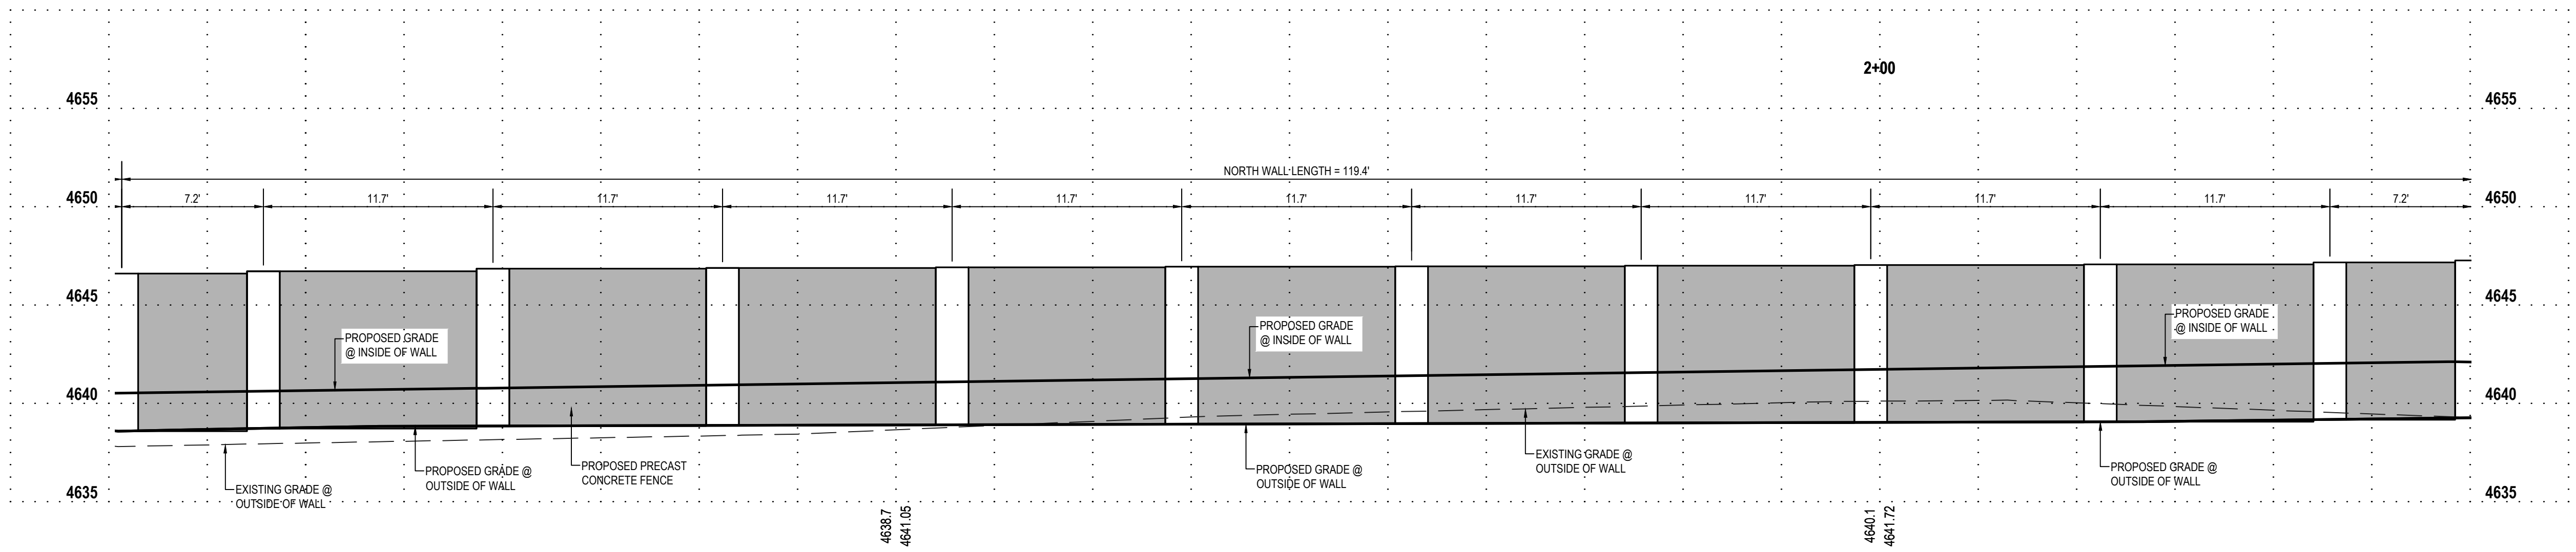 2+00
4655
4655
NORTH WALL LENGTH = 119.4'
4650
7.2'
11.7'
11.7'
11.7'
11.7'
11.7'
11.7'
11.7'
11.7'
11.7'
7.2'
4650
4645
4645
PROPOSED GRADE
@ INSIDE OF WALL
PROPOSED GRADE
@ INSIDE OF WALL
PROPOSED GRADE
@ INSIDE OF WALL
4640
4640
EXISTING GRADE @
OUTSIDE OF WALL
PROPOSED GRADE @
OUTSIDE OF WALL
PROPOSED PRECAST
CONCRETE FENCE
PROPOSED GRADE @
OUTSIDE OF WALL
EXISTING GRADE @
OUTSIDE OF WALL
PROPOSED GRADE @
OUTSIDE OF WALL
4635
4635
4638.7
4641.05
4640.1
4641.72